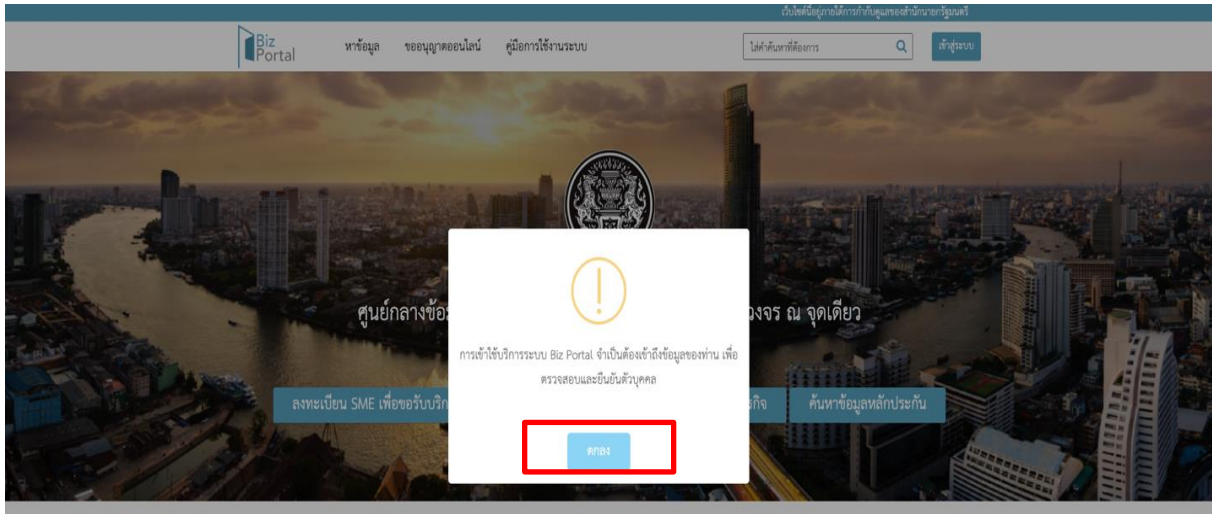 เว็บไซต์นี้อยู่ภายใต้การกำกับดูแลของสำนักนายกรัฐมนตรี
Biz
Portal
หาข้อมูล
ขออนุญาตออนไลน์
คู่มือการใช้งานระบบ
ใส่คำค้นหาที่ต้องการ
เข้าสู่ระบบ
ศูนย์กลางข้อ
วงจร ณ จุดเดียว
การเข้าใช้บริการระบบ Biz Portal จำเป็นต้องเข้าถึงข้อมูลของท่าน เพื่อ
ตรวจสอบและยืนยันตัวบุคคล
ลงทะเบียน SME เพื่อขอรับบริก
รกิจ
ค้นหาข้อมูลหลักประกัน
ตกลง